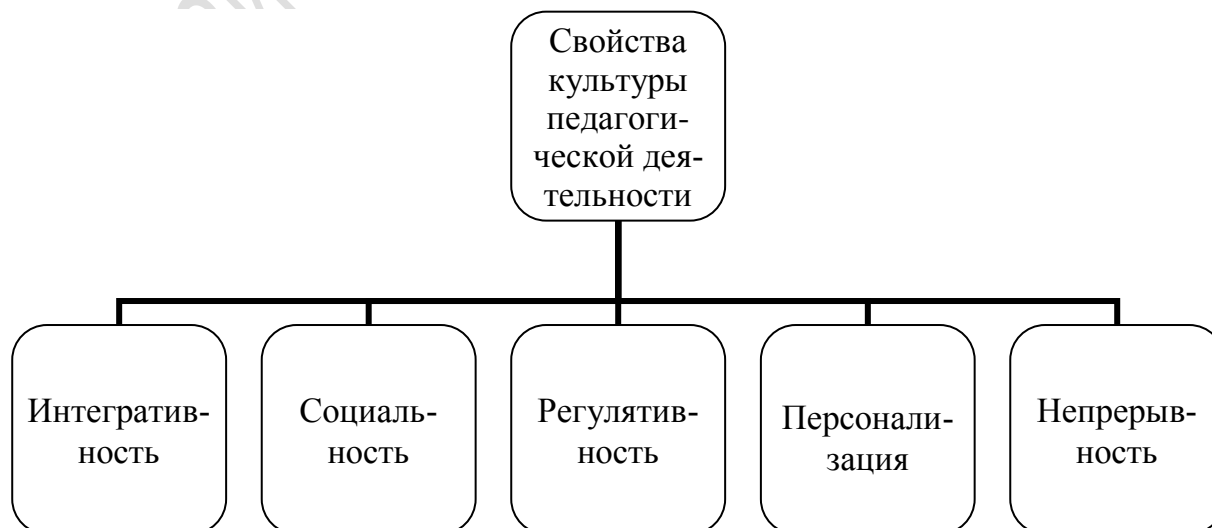 Свойства
культуры
педагоги-
ческой дея-
тельности
Интегратив-
ность
Социаль-
ность
Регулятив-
ность
Персонали-
зация
Непрерыв-
ность